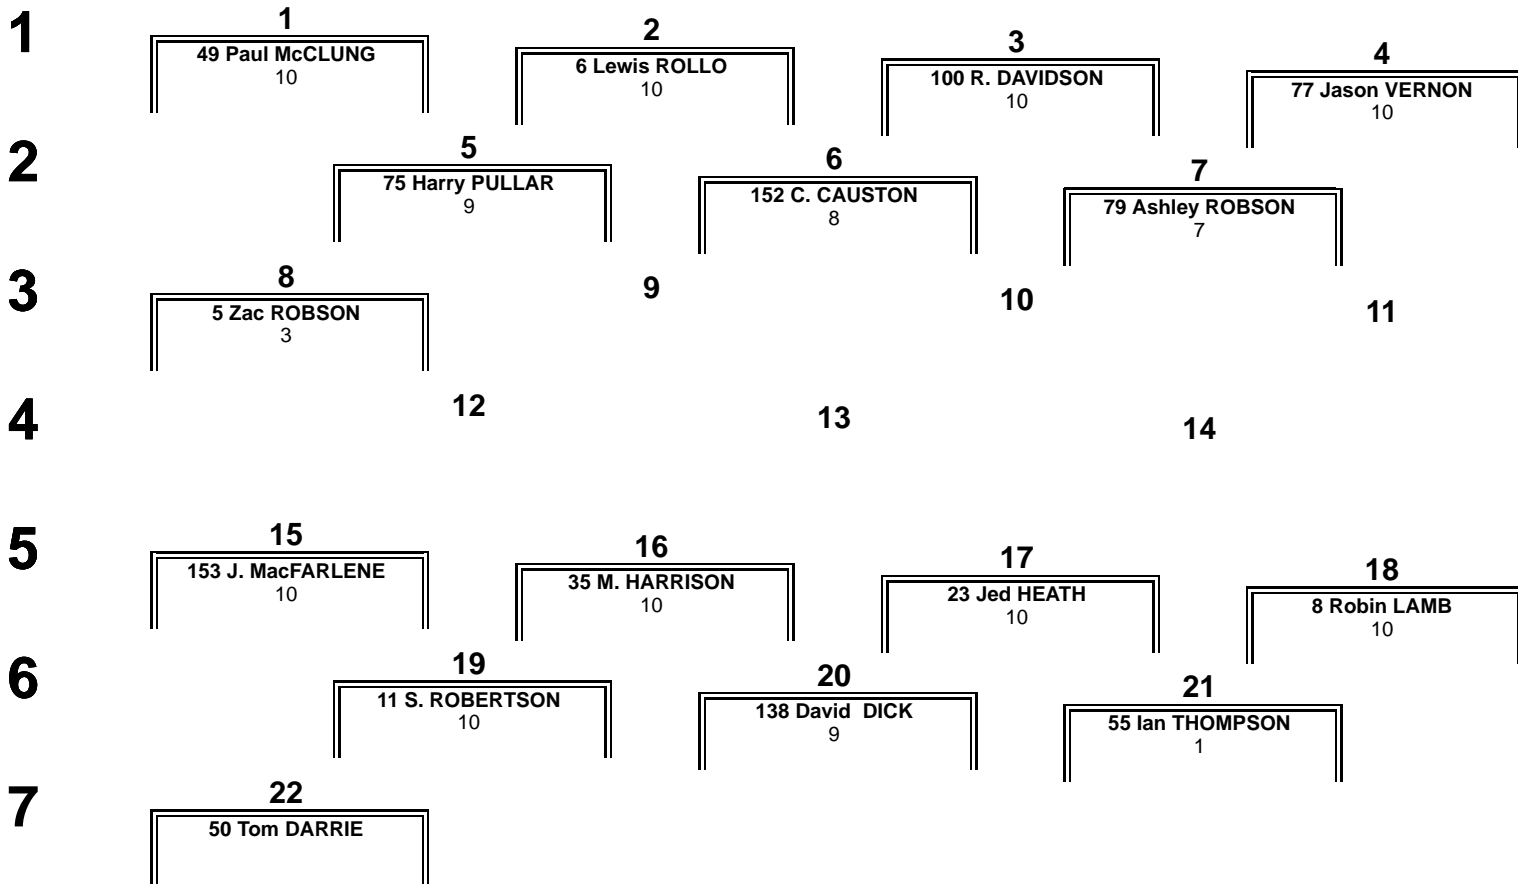 1
1
49 Paul McCLUNG
10
2
6 Lewis ROLLO
10
3
100 R. DAVIDSON
10
4
77 Jason VERNON
10
2
5
75 Harry PULLAR
9
6
152 C. CAUSTON
8
7
79 Ashley ROBSON
7
3
8
5 Zac ROBSON
3
9
10
11
4
12
13
14
5
15
153 J. MacFARLENE
10
16
35 M. HARRISON
10
17
23 Jed HEATH
10
18
8 Robin LAMB
10
6
19
11 S. ROBERTSON
10
20
138 David DICK
9
21
55 Ian THOMPSON
1
7
22
50 Tom DARRIE